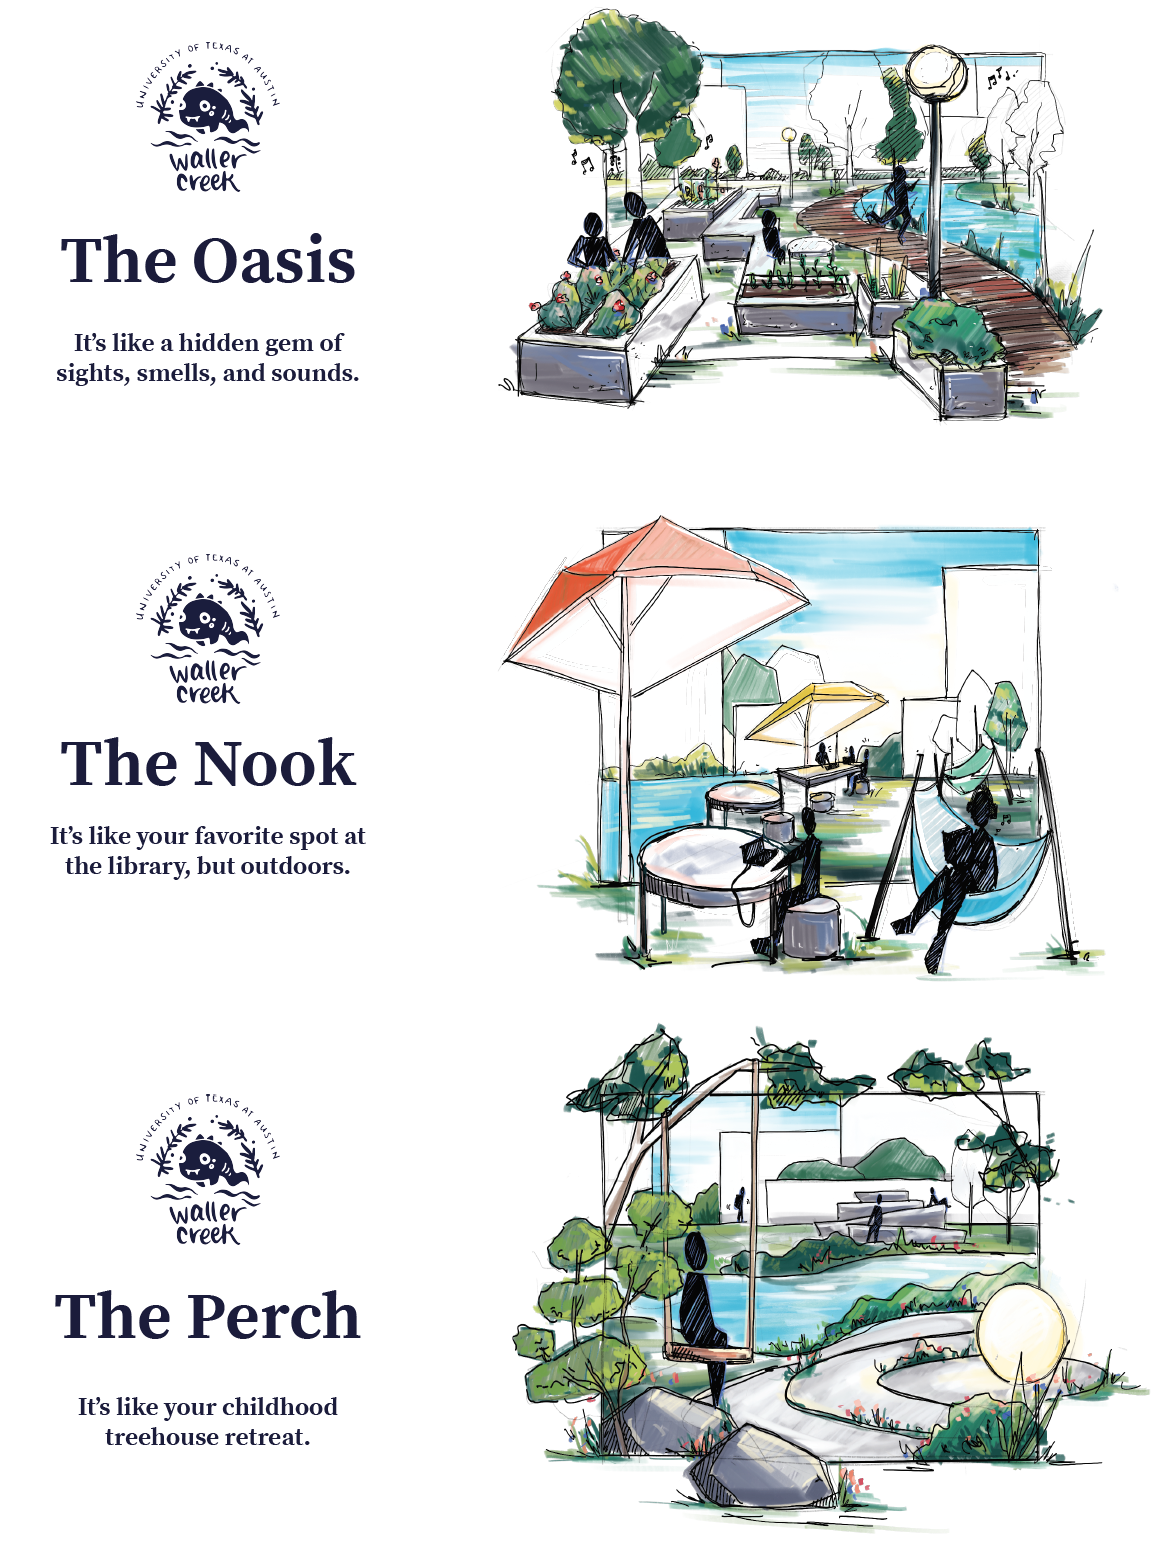 UNIVERSITY OF TEXAS AT AUSTIN
waller
creek
The Oasis
It’s like a hidden gem of
sights, smells, and sounds.
UNIVERSITY OF TEXAS AT AUSTIN
waller
creek
The Nook
It’s like your favorite spot at
the library, but outdoors.
UNIVERSITY OF TEXAS AT AUSTIN
waller
creek
The Perch
It’s like your childhood
treehouse retreat.